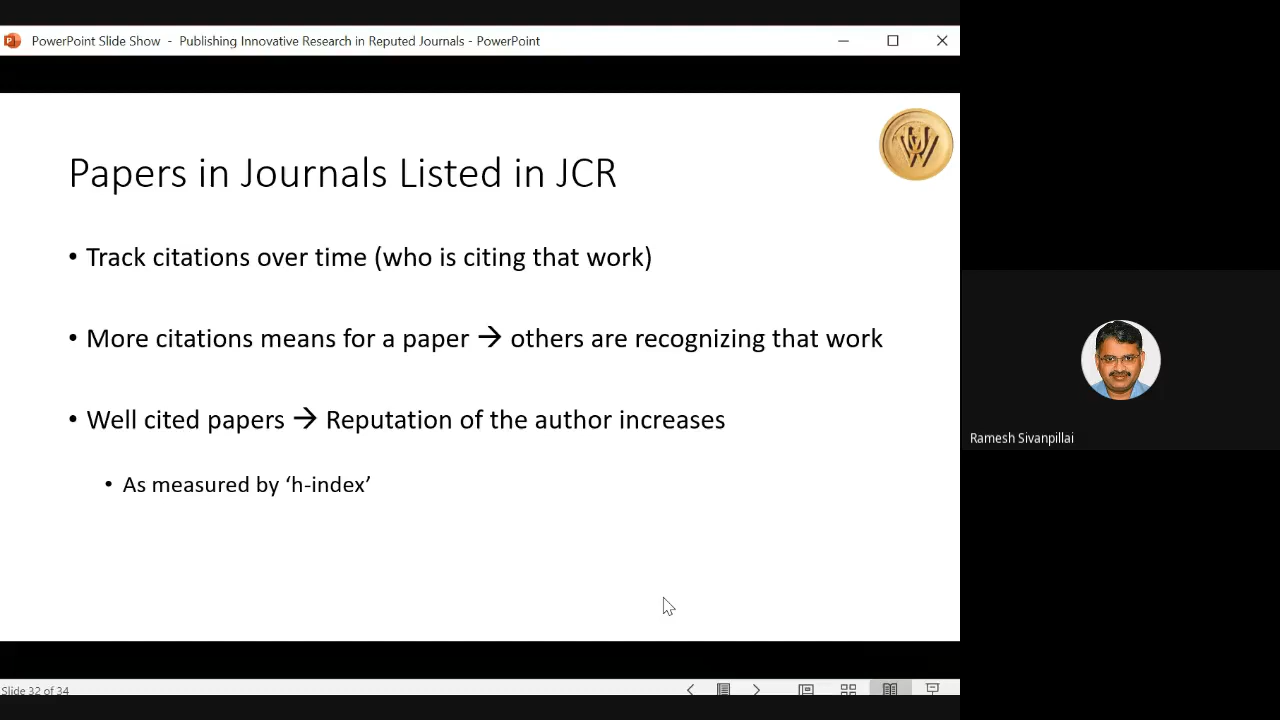 PowerPoint Slide Show - Publishing Innovative Research in Reputed Journals - PowerPoint
Papers in Journals Listed in JCR
• Track citations over time (who is citing that work)
• More citations means for a paper → others are recognizing that work
• Well cited papers → Reputation of the author increases
• As measured by ‘h-index’
Ramesh Sivanpillai
Slide 32 of 34